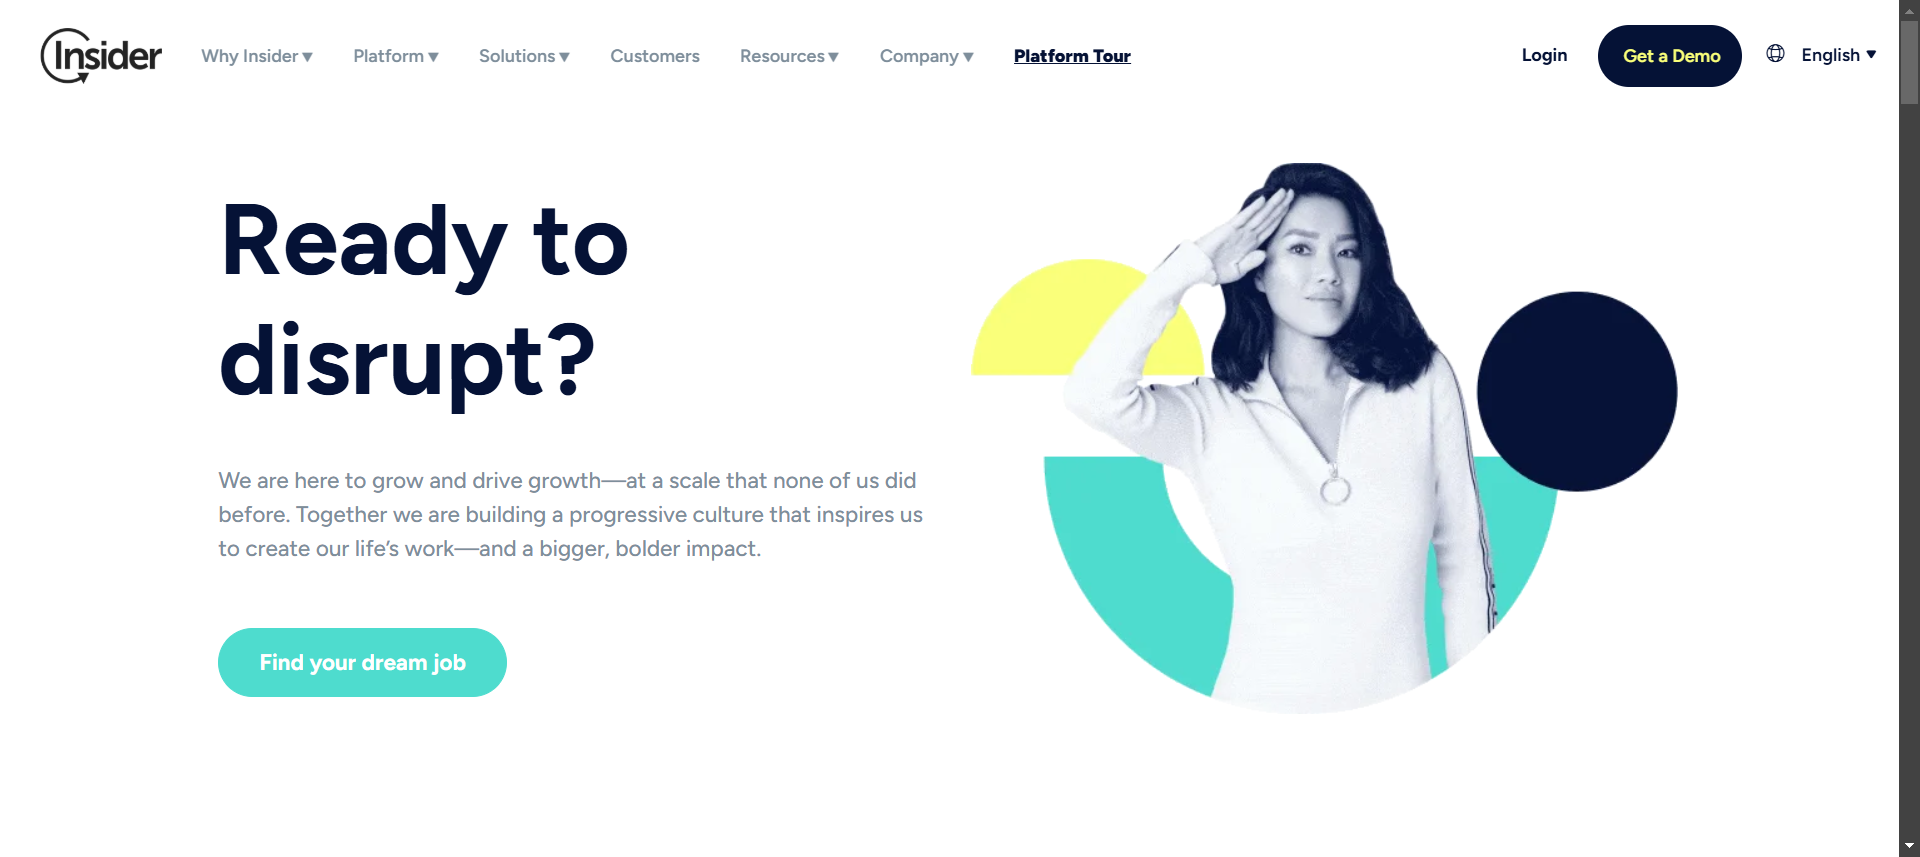 Insider
Why Insider
Platform
Solutions
Customers
Resources
Company
Platform Tour
Login
Get a Demo
English
Ready to
disrupt?
We are here to grow and drive growth—at a scale that none of us did
before. Together we are building a progressive culture that inspires us
to create our life’s work—and a bigger, bolder impact.
Find your dream job